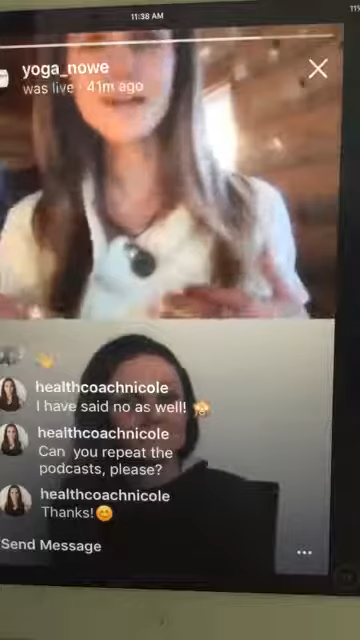 11:38 AM
yoga_nowe
was live · 41m ago
healthcoachnicole
I have said no as well! 🙈
healthcoachnicole
Can you repeat the
podcasts, please?
healthcoachnicole
Thanks!😊
Send Message